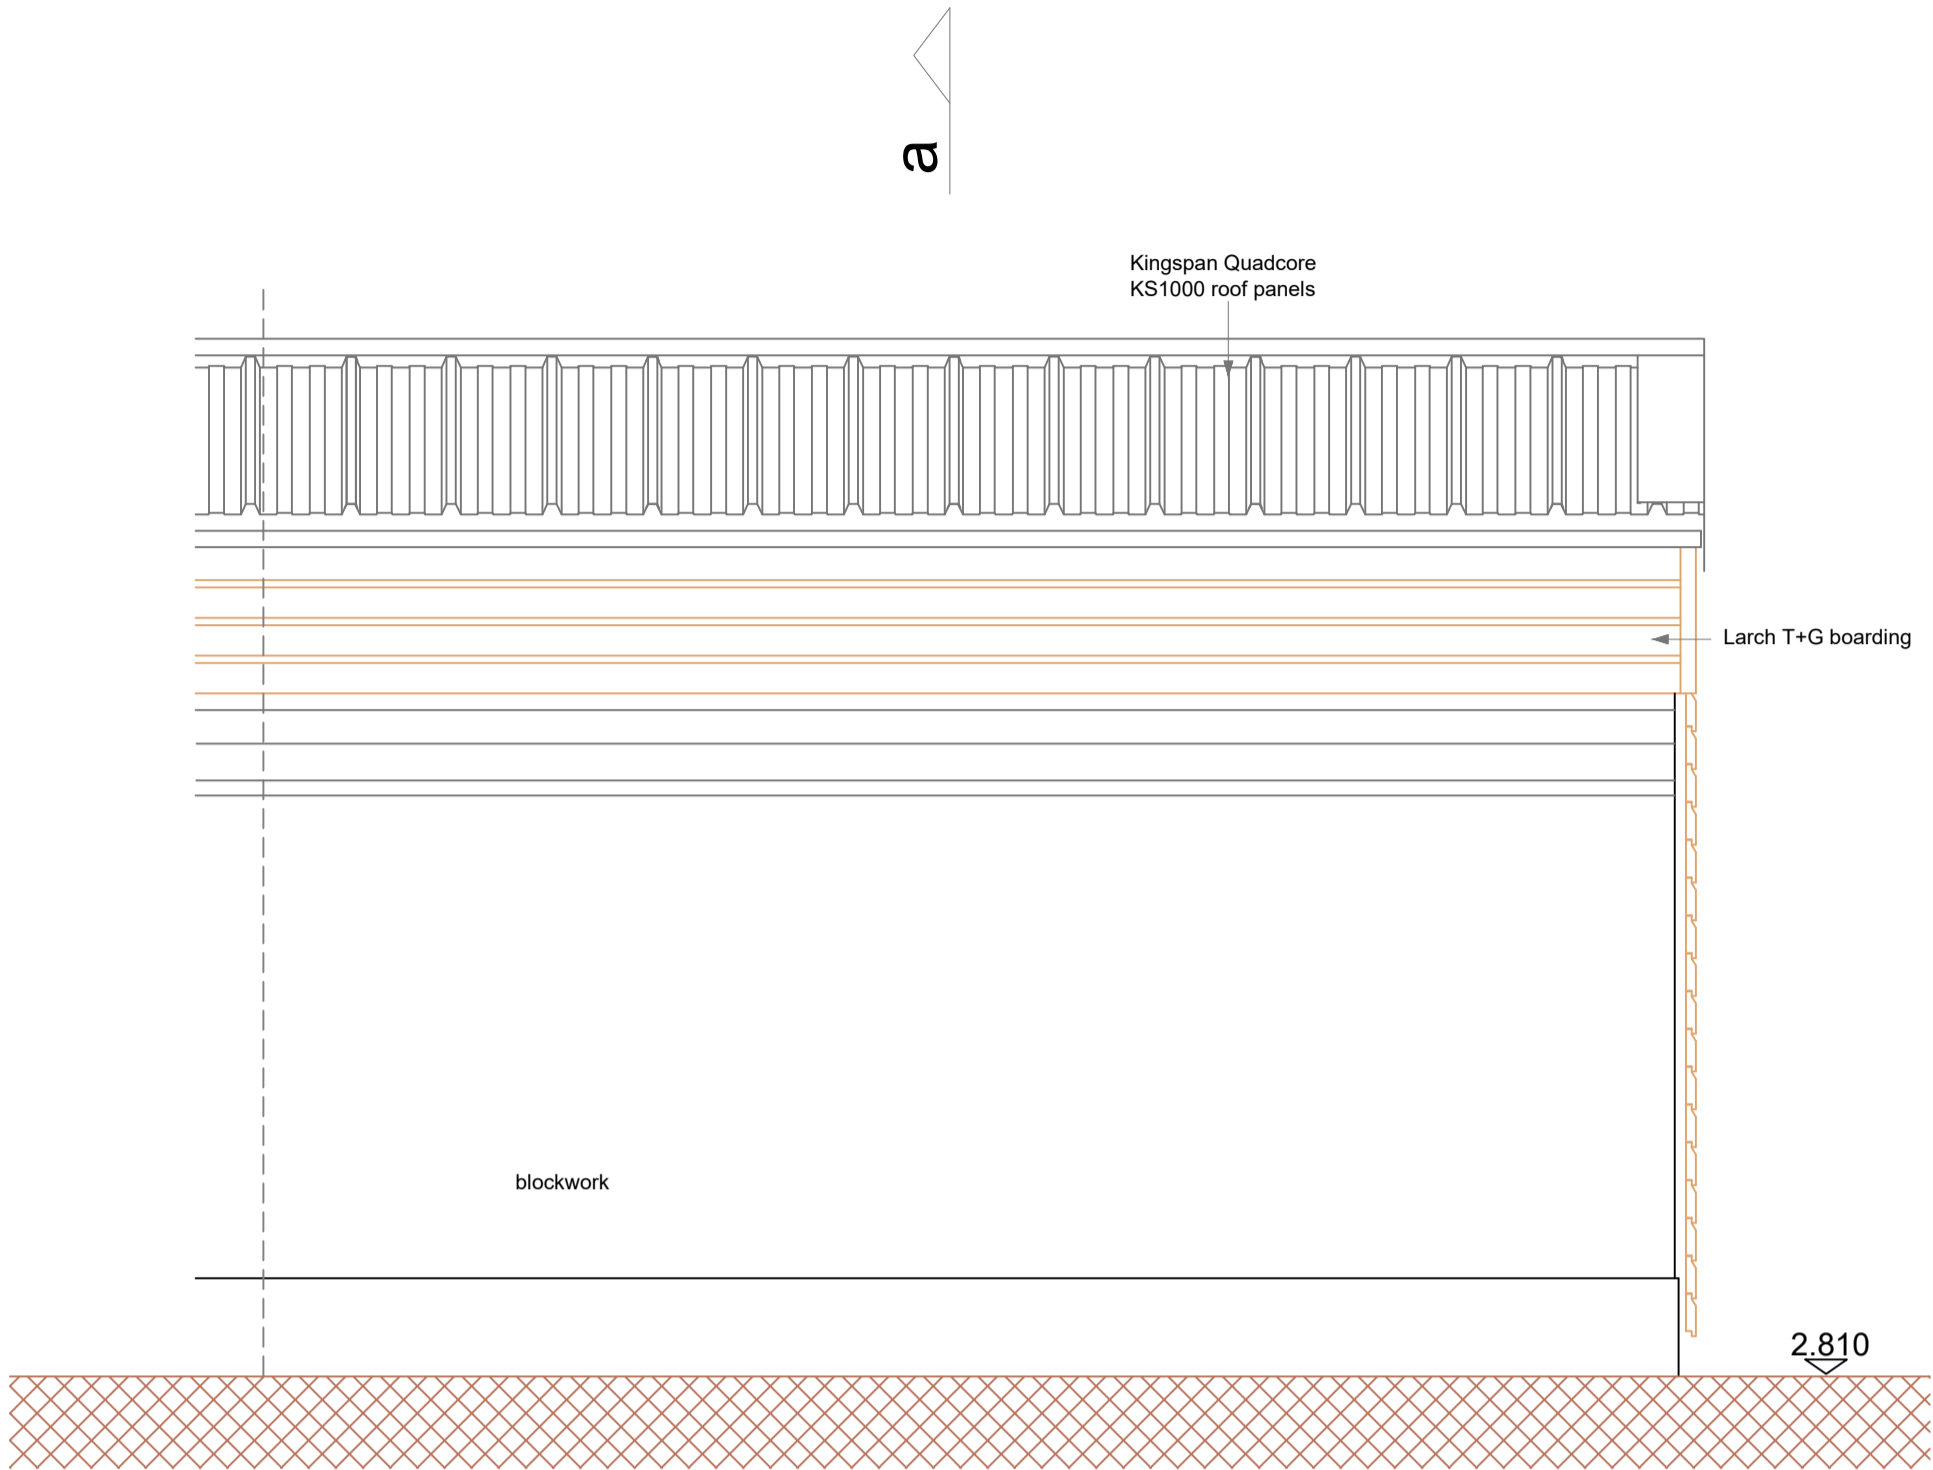 a
Kingspan Quadcore
KS1000 roof panels
Larch T+G boarding
blockwork
2.810